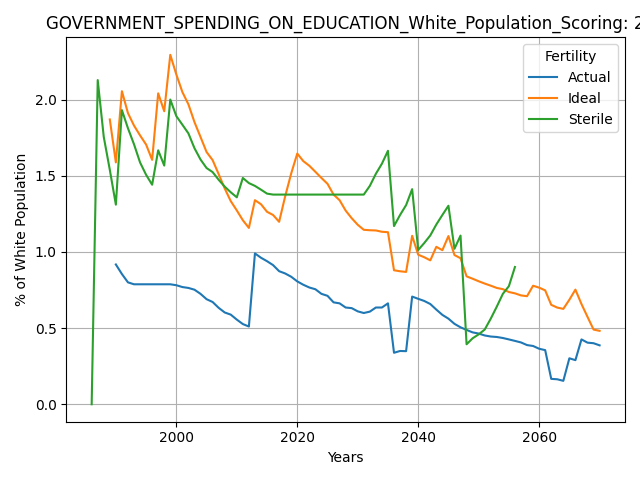 GOVERNMENT_SPENDING_ON_EDUCATION_White_Population_Scoring: 2
Fertility
Actual
Ideal
Sterile
% of White Population
2.0
1.5
1.0
0.5
0.0
2000 2020 2040 2060
Years